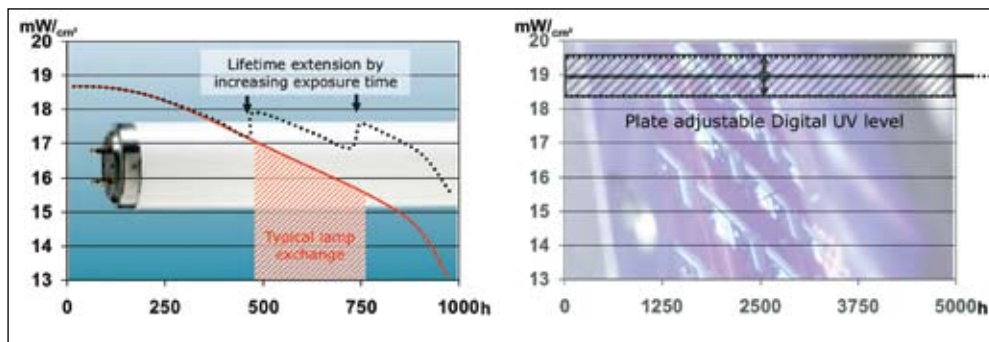 mW/cm²
20
19
18
17
16
15
14
13
0
250
500
750
1000h
Lifetime extension by
increasing exposure time
Typical lamp
exchange
mW/cm²
20
19
18
17
16
15
14
13
0
1250
2500
3750
5000h
Plate adjustable Digital UV level